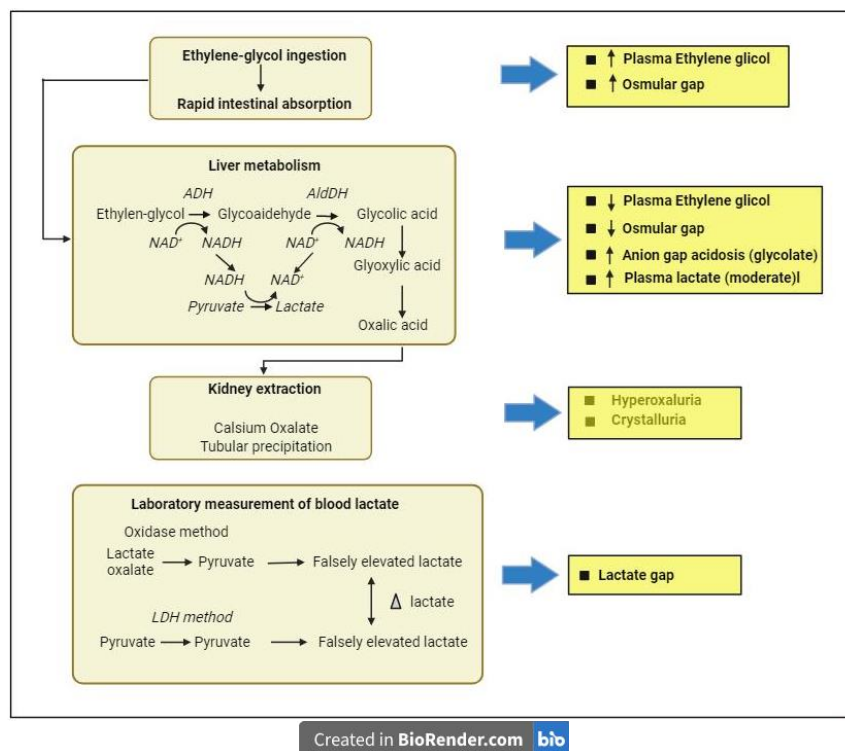 Ethylene-glycol ingestion
Rapid intestinal absorption
Plasma Ethylene glicol
Osmular gap
Liver metabolism
ADH
AldDH
Ethylen-glycol
Glycoaidehyde
Glycolic acid
NAD+
NADH
NAD+
NADH
Glyoxylic acid
NADH
NAD+
Pyruvate
Lactate
Oxalic acid
Plasma Ethylene glicol
Osmular gap
Anion gap acidosis (glycolate)
Plasma lactate (moderate)l
Kidney extraction
Calsium Oxalate
Tubular precipitation
Hyperoxaluria
Crystalluria
Laboratory measurement of blood lactate
Oxidase method
Lactate
oxalate
Pyruvate
Falsely elevated lactate
Δ lactate
LDH method
Pyruvate
Pyruvate
Falsely elevated lactate
Lactate gap
Created in BioRender.com bio